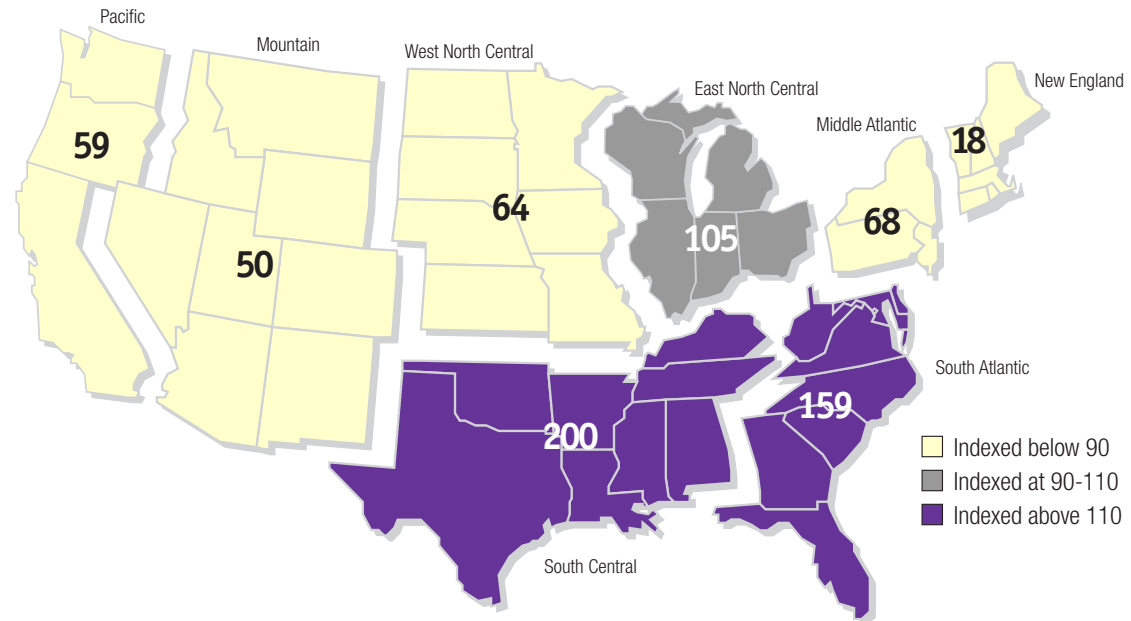 Pacific
Mountain
West North Central
East North Central
New England
Middle Atlantic
59
18
64
68
105
50
South Atlantic
159
200
Indexed below 90
Indexed at 90-110
Indexed above 110
South Central